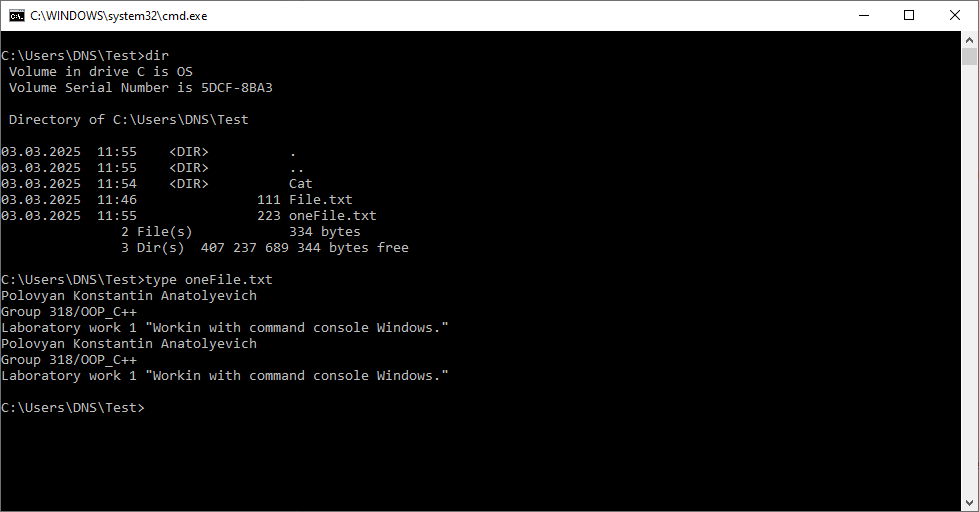 C:\WINDOWS\system32\cmd.exe
C:\Users\DNS\Test>dir
 Volume in drive C is OS
 Volume Serial Number is 5DCF-8BA3
 Directory of C:\Users\DNS\Test
03.03.2025  11:55    <DIR>          .
03.03.2025  11:55    <DIR>          ..
03.03.2025  11:54    <DIR>          Cat
03.03.2025  11:46               111 File.txt
03.03.2025  11:55               223 oneFile.txt
               2 File(s)            334 bytes
               3 Dir(s)  407 237 689 344 bytes free
C:\Users\DNS\Test>type oneFile.txt
Polovyan Konstantin Anatolyevich
Group 318/OOP_C++
Laboratory work 1 "Workin with command console Windows."
Polovyan Konstantin Anatolyevich
Group 318/OOP_C++
Laboratory work 1 "Workin with command console Windows."
C:\Users\DNS\Test>